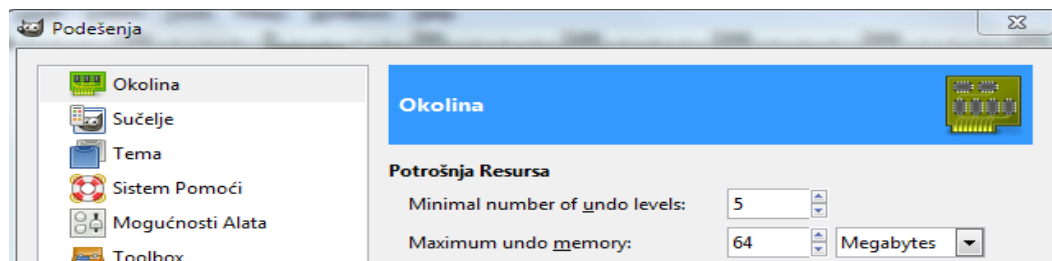 Podešenja
Okolina
Sučelje
Tema
Sistem Pomoći
Mogućnosti Alata
Toolbox
Okolina
Potrošnja Resursa
Minimal number of undo levels: 5
Maximum undo memory: 64 Megabytes